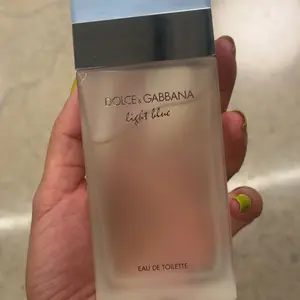 DOLCE & GABBANA
light blue
EAU DE TOILETTE